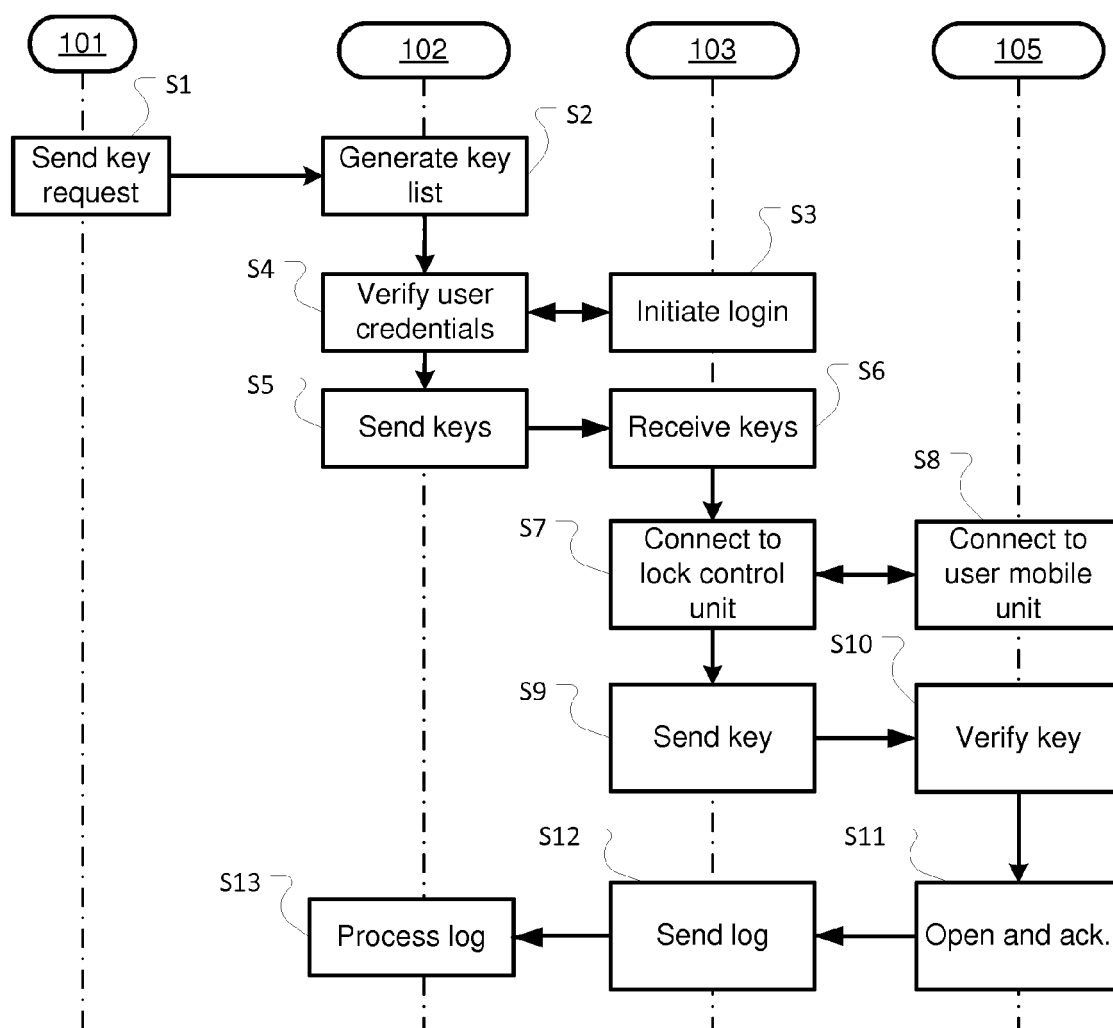 101
102
103
105
S1
S2
Send key
request
Generate key
list
S3
S4
Verify user
credentials
Initiate login
S5
S6
Send keys
Receive keys
S8
S7
Connect to
lock control
unit
Connect to
user mobile
unit
S10
S9
Send key
Verify key
S12
S11
S13
Process log
Send log
Open and ack.